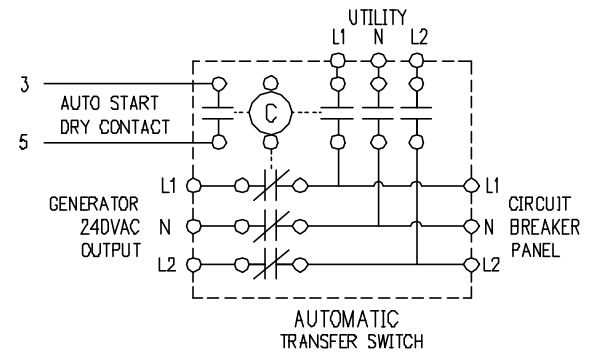 UTILITY
L1 N L2
3
AUTO START
DRY CONTACT
5
C
L1
GENERATOR
240VAC
OUTPUT
N
L2
L1
CIRCUIT
N BREAKER
PANEL
L2
AUTOMATIC
TRANSFER SWITCH